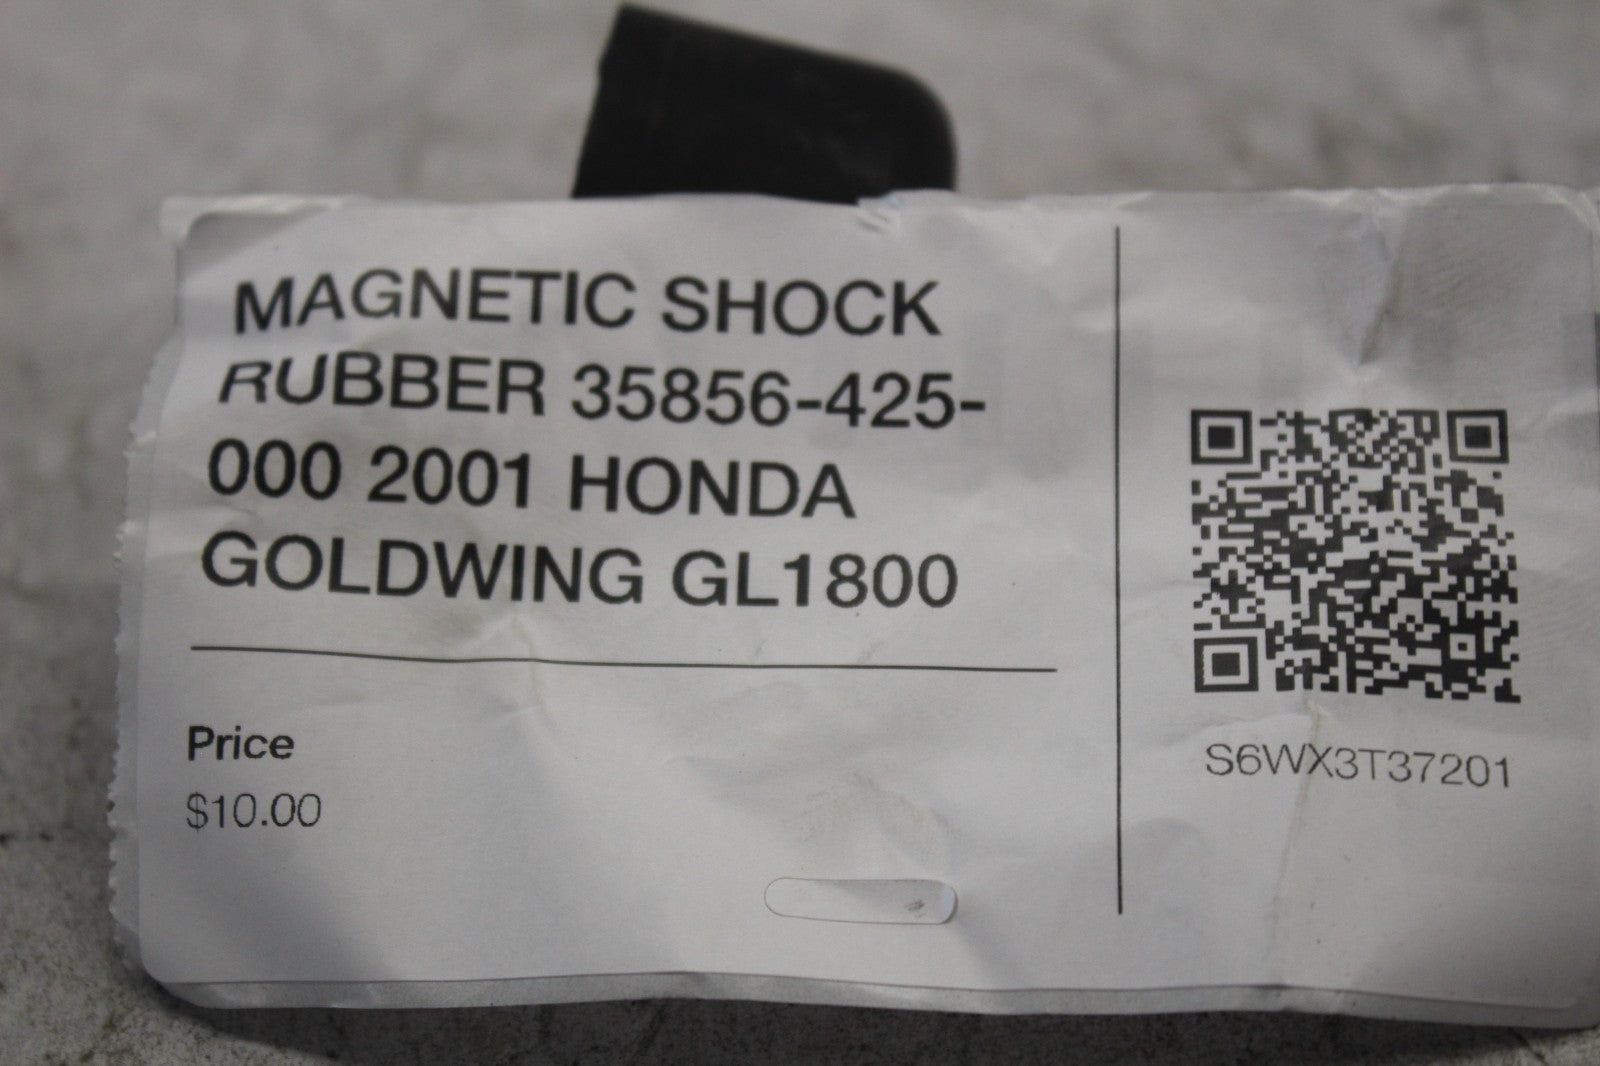 MAGNETIC SHOCK
RUBBER 35856-425-
000 2001 HONDA
GOLDWING GL1800
Price
$10.00
S6WX3T37201